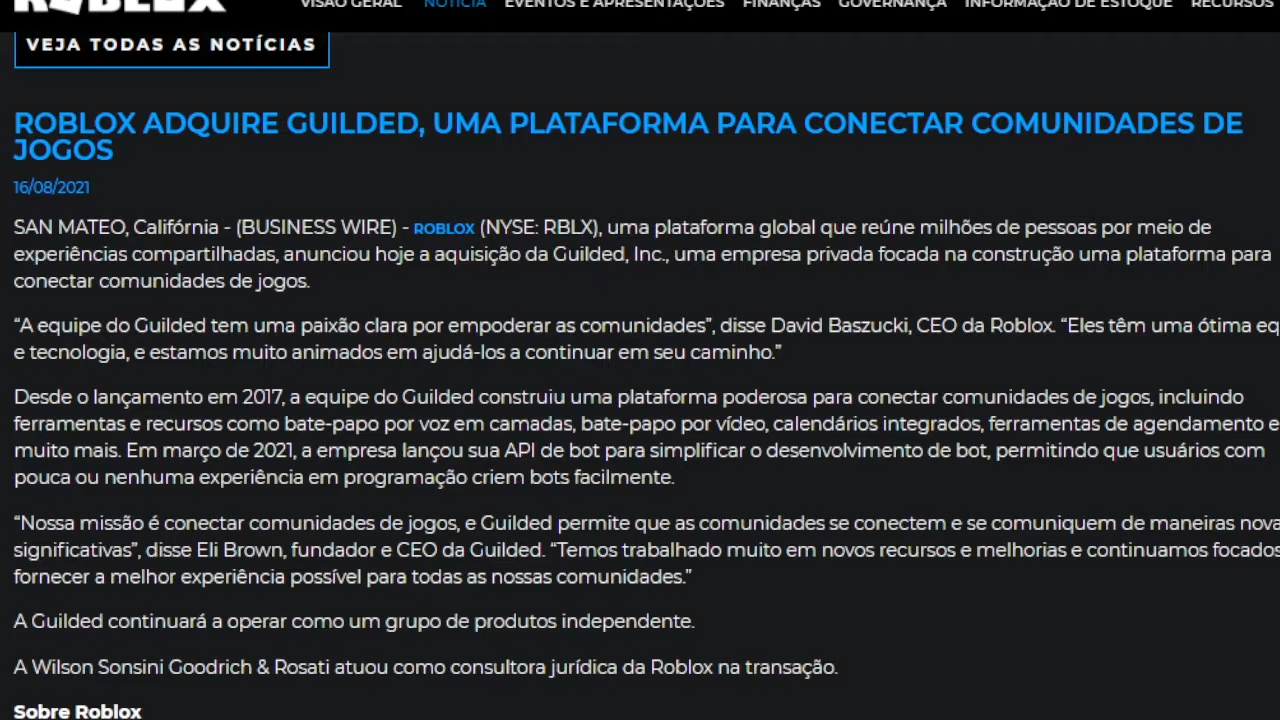 ROBLOX
VISÃO GERAL NOTÍCIA EVENTOS E APRESENTAÇÕES FINANÇAS GOVERNANÇA INFORMAÇÃO DE ESTOQUE RECURSOS
VEJA TODAS AS NOTÍCIAS
ROBLOX ADQUIRE GUILDED, UMA PLATAFORMA PARA CONECTAR COMUNIDADES DE
JOGOS
16/08/2021
SAN MATEO, Califórnia - (BUSINESS WIRE) - ROBLOX (NYSE: RBLX), uma plataforma global que reúne milhões de pessoas por meio de
experiências compartilhadas, anunciou hoje a aquisição da Guilded, Inc., uma empresa privada focada na construção uma plataforma para
conectar comunidades de jogos.
“A equipe do Guilded tem uma paixão clara por empoderar as comunidades”, disse David Baszucki, CEO da Roblox. “Eles têm uma ótima
e tecnologia, e estamos muito animados em ajudá-los a continuar em seu caminho.”
Desde o lançamento em 2017, a equipe do Guilded construiu uma plataforma poderosa para conectar comunidades de jogos, incluindo
ferramentas e recursos como bate-papo por voz em camadas, bate-papo por vídeo, calendários integrados, ferramentas de agendamento e
muito mais. Em março de 2021, a empresa lançou sua API de bot para simplificar o desenvolvimento de bot, permitindo que usuários com
pouca ou nenhuma experiência em programação criem bots facilmente.
“Nossa missão é conectar comunidades de jogos, e Guilded permite que as comunidades se conectem e se comuniquem de maneiras
significativas”, disse Eli Brown, fundador e CEO da Guilded. “Temos trabalhado muito em novos recursos e melhorias e continuamos focados
fornecer a melhor experiência possível para todas as nossas comunidades.”
A Guilded continuará a operar como um grupo de produtos independente.
A Wilson Sonsini Goodrich & Rosati atuou como consultora jurídica da Roblox na transação.
Sobre Roblox